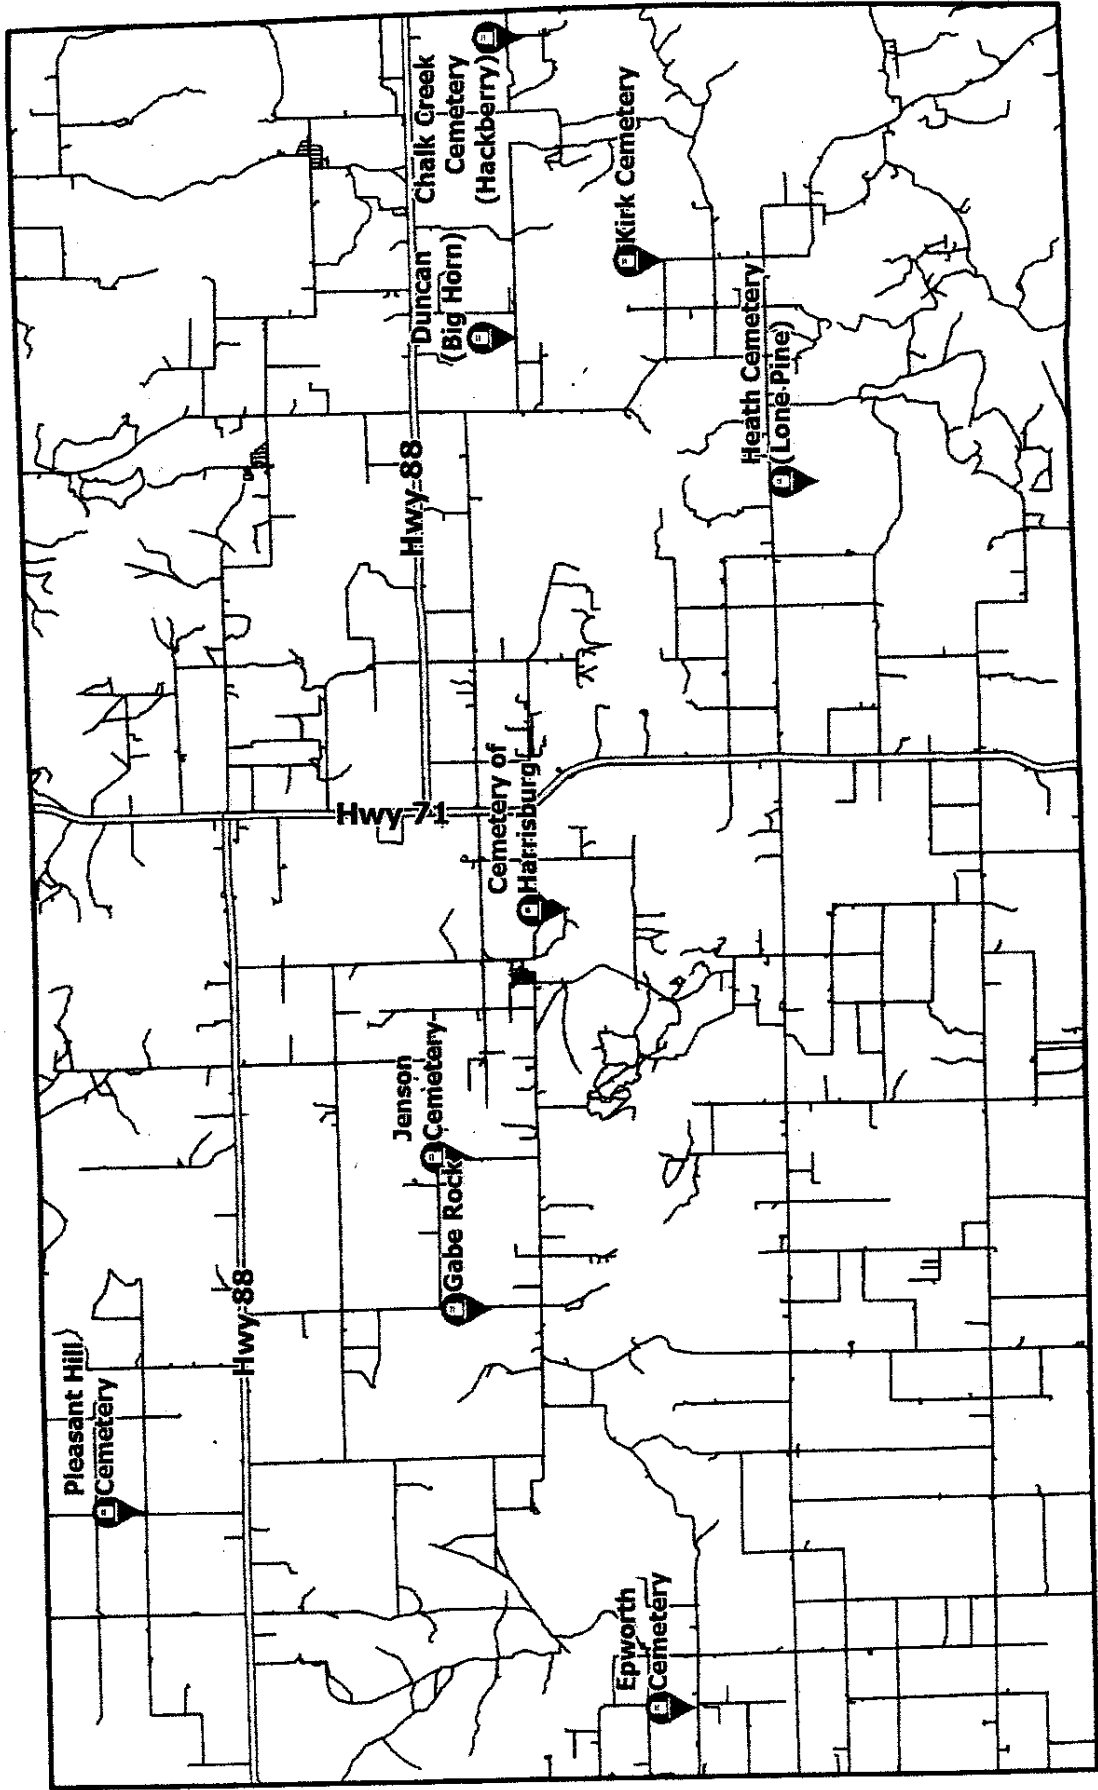 Pleasant Hill
Cemetery
Hwy 88
Gabe Rock
Jenson
Cemetery
Epworth
Cemetery
Hwy 71
Cemetery of
Harrisburg
Hwy 88
Duncan
(Big Horn)
Chalk Creek
Cemetery
(Hackberry)
Kirk Cemetery
Heath Cemetery
(Lone Pine)